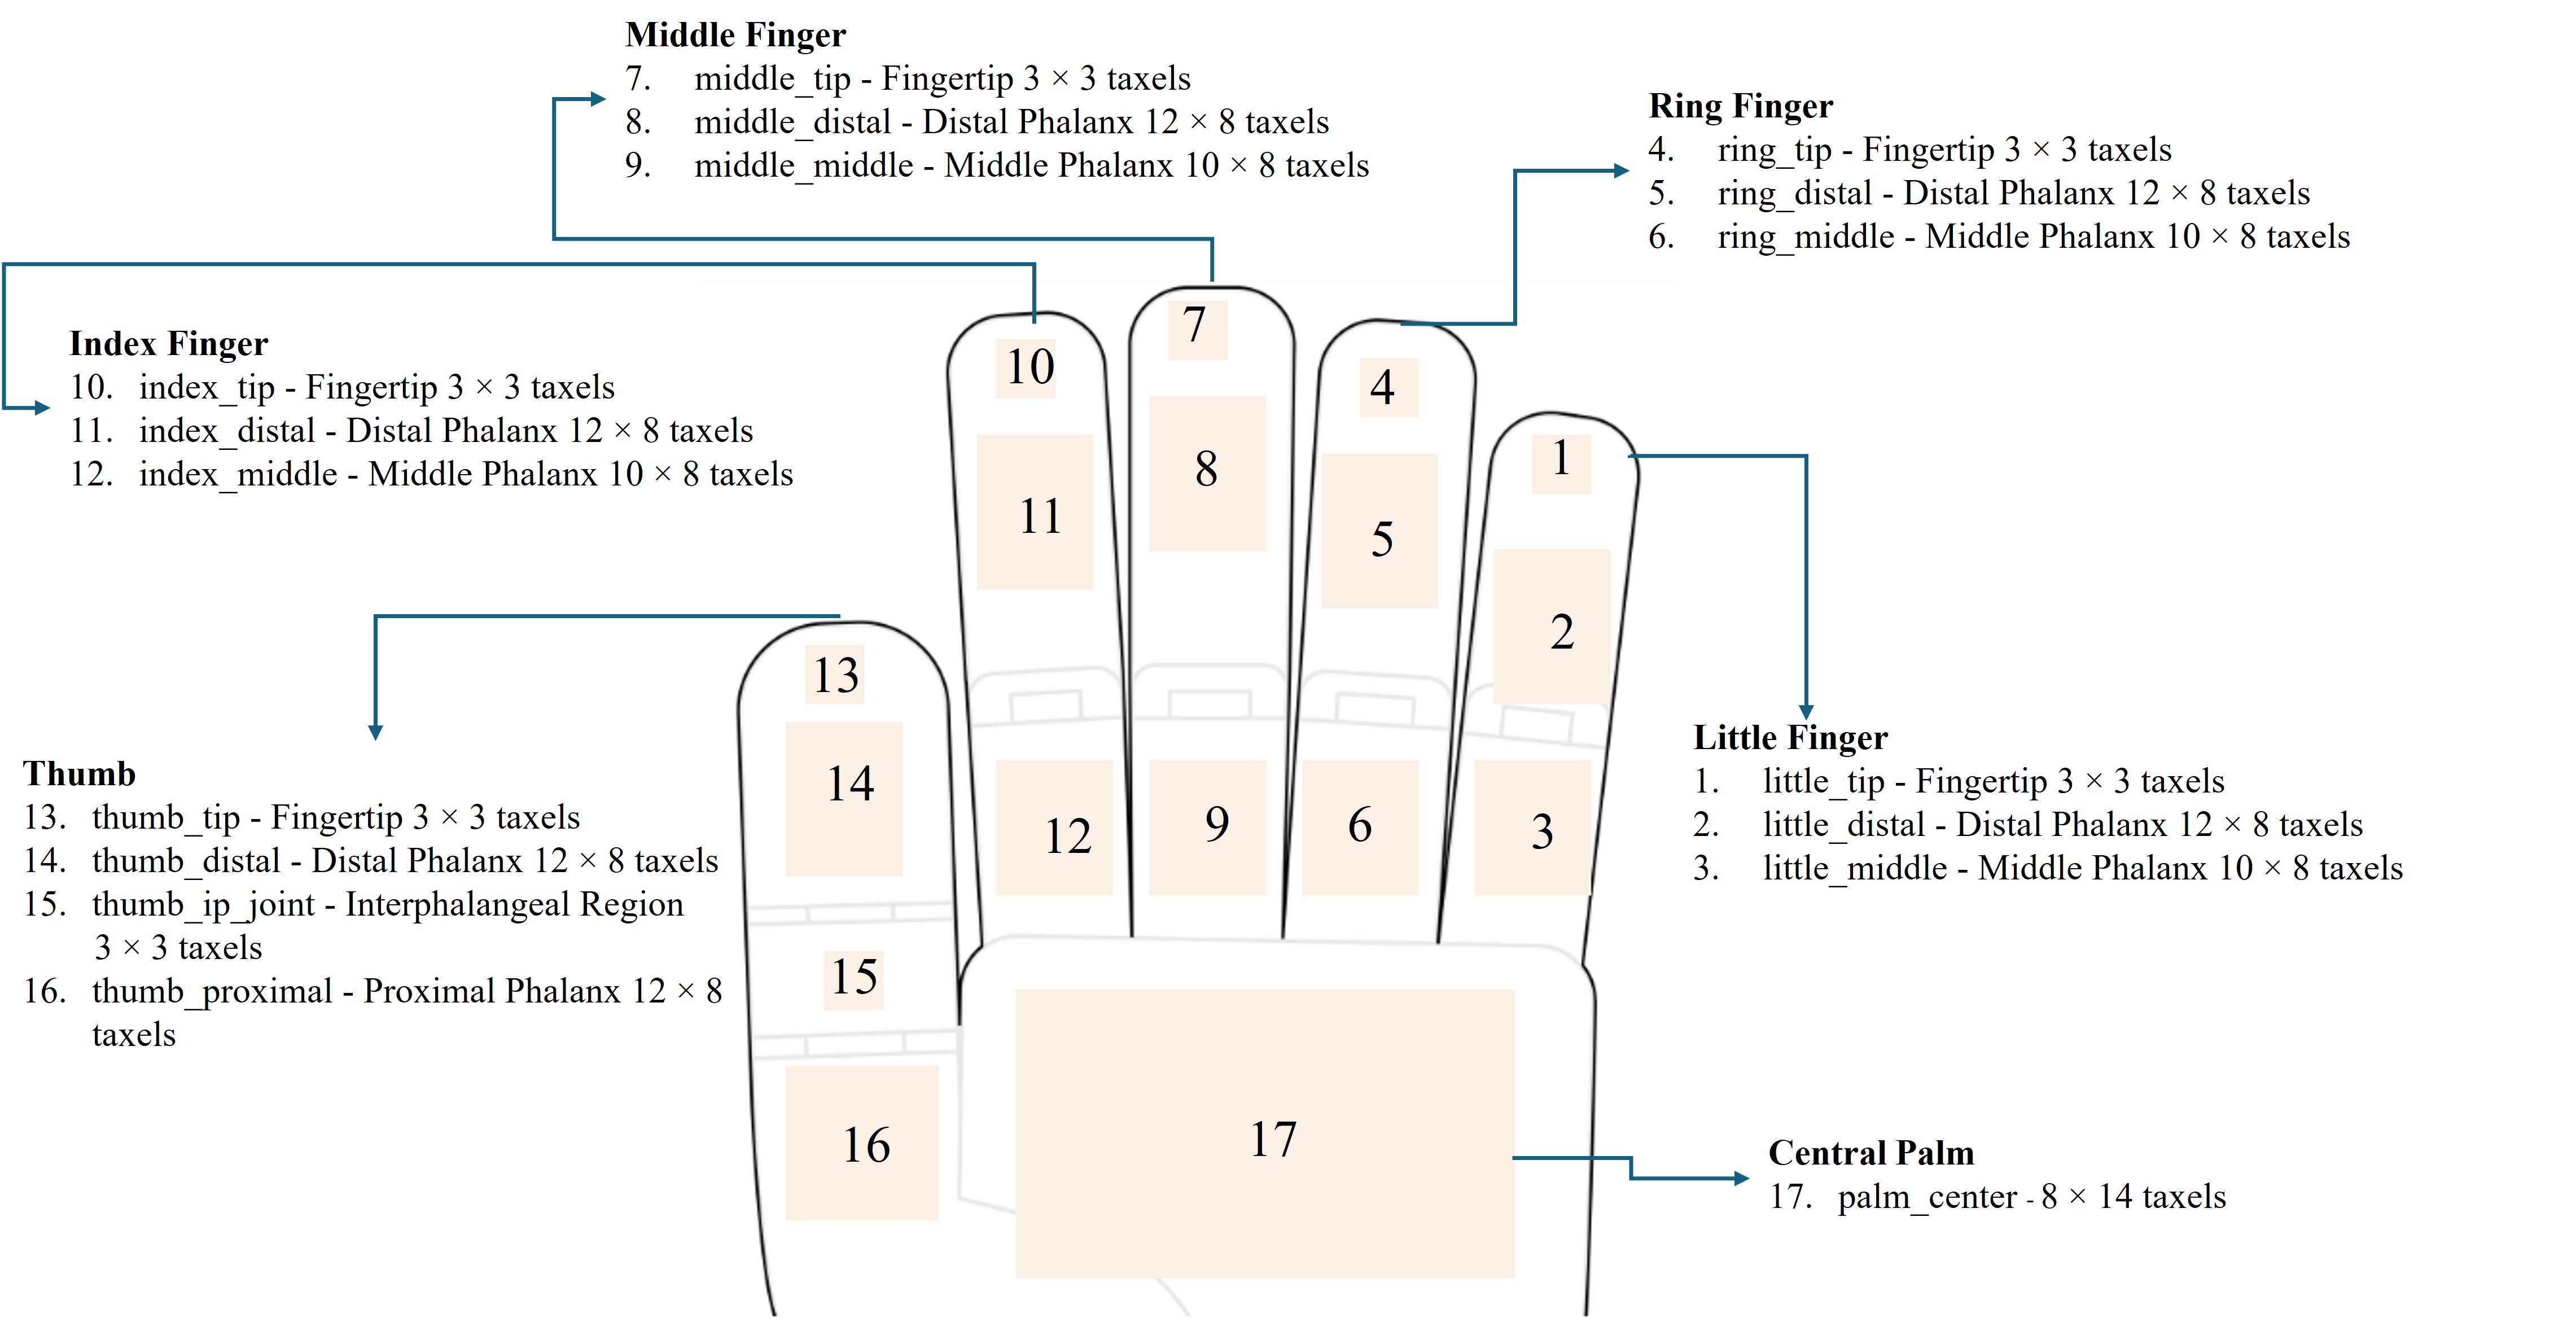 Middle Finger
7. middle_tip - Fingertip 3 × 3 taxels
8. middle_distal - Distal Phalanx 12 × 8 taxels
9. middle_middle - Middle Phalanx 10 × 8 taxels
Ring Finger
4. ring_tip - Fingertip 3 × 3 taxels
5. ring_distal - Distal Phalanx 12 × 8 taxels
6. ring_middle - Middle Phalanx 10 × 8 taxels
Index Finger
10. index_tip - Fingertip 3 × 3 taxels
11. index_distal - Distal Phalanx 12 × 8 taxels
12. index_middle - Middle Phalanx 10 × 8 taxels
7
10
4
1
8
11
5
2
13
14
12
9
6
3
15
16
17
Thumb
13. thumb_tip - Fingertip 3 × 3 taxels
14. thumb_distal - Distal Phalanx 12 × 8 taxels
15. thumb_ip_joint - Interphalangeal Region
3 × 3 taxels
16. thumb_proximal - Proximal Phalanx 12 × 8
taxels
Little Finger
1. little_tip - Fingertip 3 × 3 taxels
2. little_distal - Distal Phalanx 12 × 8 taxels
3. little_middle - Middle Phalanx 10 × 8 taxels
Central Palm
17. palm_center - 8 × 14 taxels